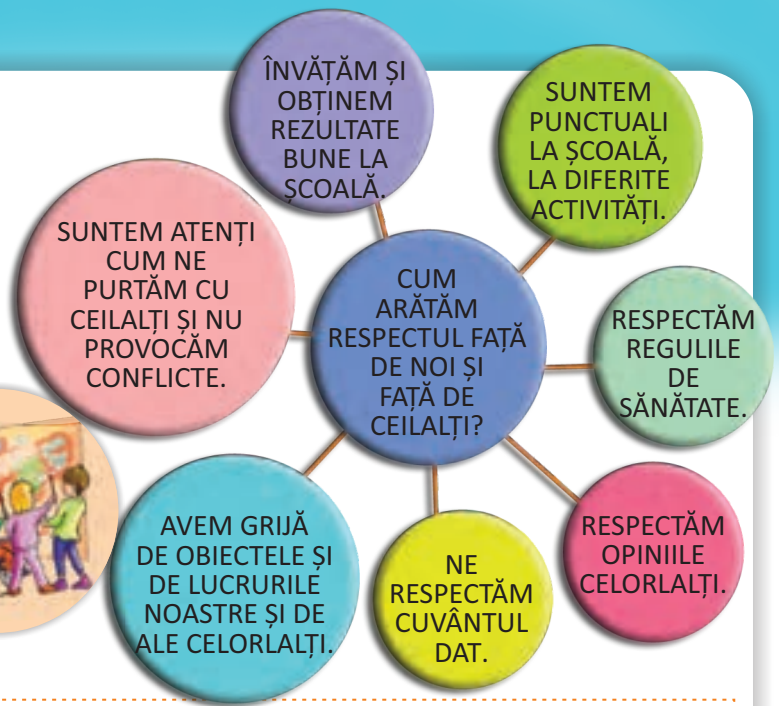 ÎNVĂȚĂM ȘI
OBȚINEM
REZULTATE
BUNE LA
ȘCOALĂ.
SUNTEM
PUNCTUALI
LA ȘCOALĂ,
LA DIFERITE
ACTIVITĂȚI.
SUNTEM ATENȚI
CUM NE
PURTĂM CU
CEILALȚI ȘI NU
PROVOCĂM
CONFLICTE.
CUM
ARĂTĂM
RESPECTUL FAȚĂ
DE NOI ȘI
FAȚĂ DE
CEILALȚI?
RESPECTĂM
REGULILE
DE
SĂNĂTATE.
AVEM GRIJĂ
DE OBIECTELE ȘI
DE LUCRURILE
NOASTRE ȘI DE
ALE CELORLALȚI.
NE
RESPECTĂM
CUVÂNTUL
DAT.
RESPECTĂM
OPINIILE
CELORLALȚI.